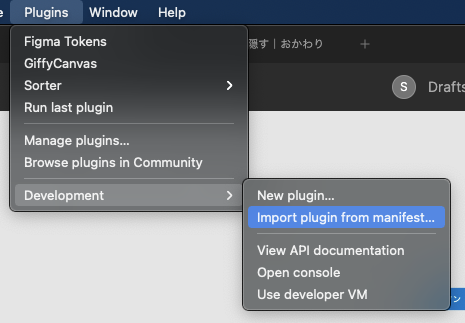 Plugins Window Help
Figma Tokens
隠す | おかわり
GiffyCanvas
Sorter
Run last plugin
S Drafts
Manage plugins...
Browse plugins in Community
Development
New plugin...
Import plugin from manifest...
View API documentation
Open console
Use developer VM